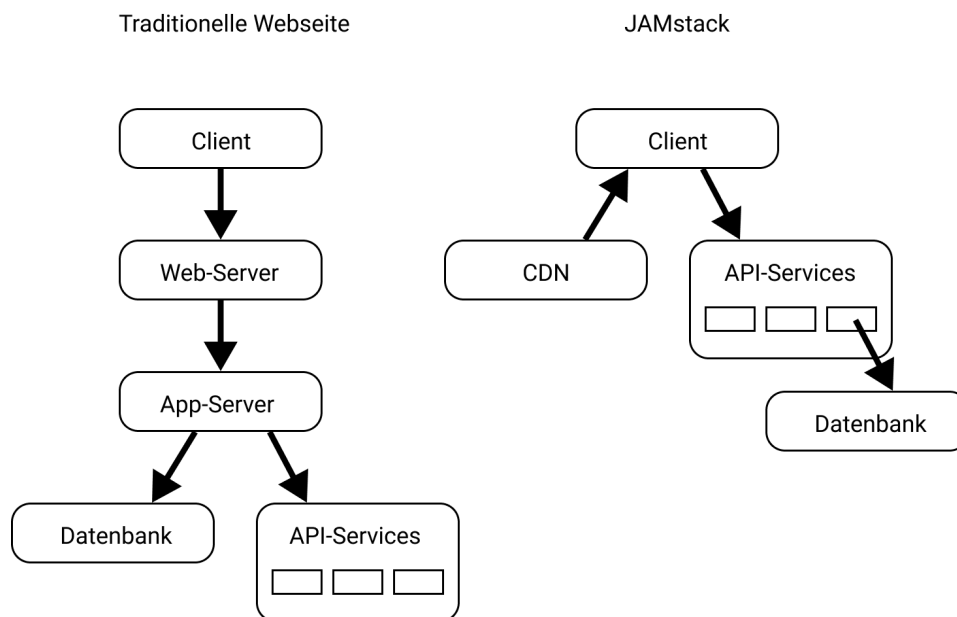 Traditionelle Webseite
Client
Web-Server
App-Server
Datenbank
API-Services
JAMstack
Client
CDN
API-Services
Datenbank